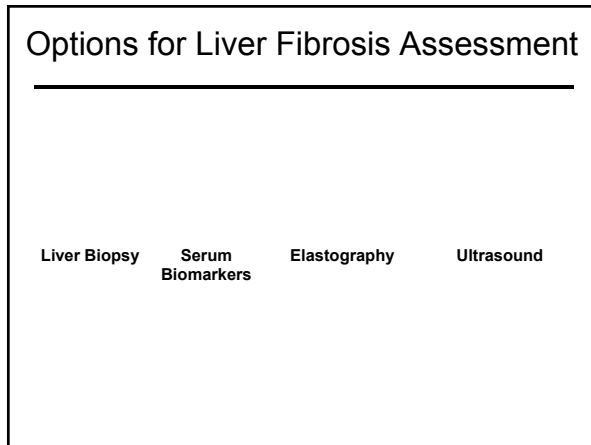 Options for Liver Fibrosis Assessment
Liver Biopsy
Serum
Biomarkers
Elastography
Ultrasound